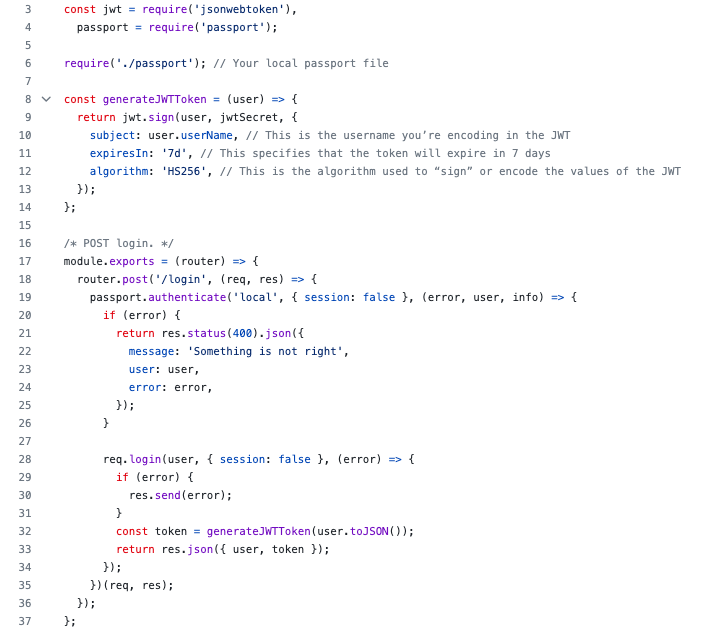 3 const jwt = require('jsonwebtoken'),
4   passport = require('passport');
5
6 require('./passport'); // Your local passport file
7
8 const generateJWTToken = (user) => {
9   return jwt.sign(user, jwtSecret, {
10     subject: user.userName, // This is the username you’re encoding in the JWT
11     expiresIn: '7d', // This specifies that the token will expire in 7 days
12     algorithm: 'HS256', // This is the algorithm used to “sign” or encode the values of the JWT
13   });
14 };
15
16 /* POST login. */
17 module.exports = (router) => {
18   router.post('/login', (req, res) => {
19     passport.authenticate('local', { session: false }, (error, user, info) => {
20       if (error) {
21         return res.status(400).json({
22           message: 'Something is not right',
23           user: user,
24           error: error,
25         });
26       }
27
28       req.login(user, { session: false }, (error) => {
29         if (error) {
30           res.send(error);
31         }
32         const token = generateJWTToken(user.toJSON());
33         return res.json({ user, token });
34       });
35     })(req, res);
36   });
37 };